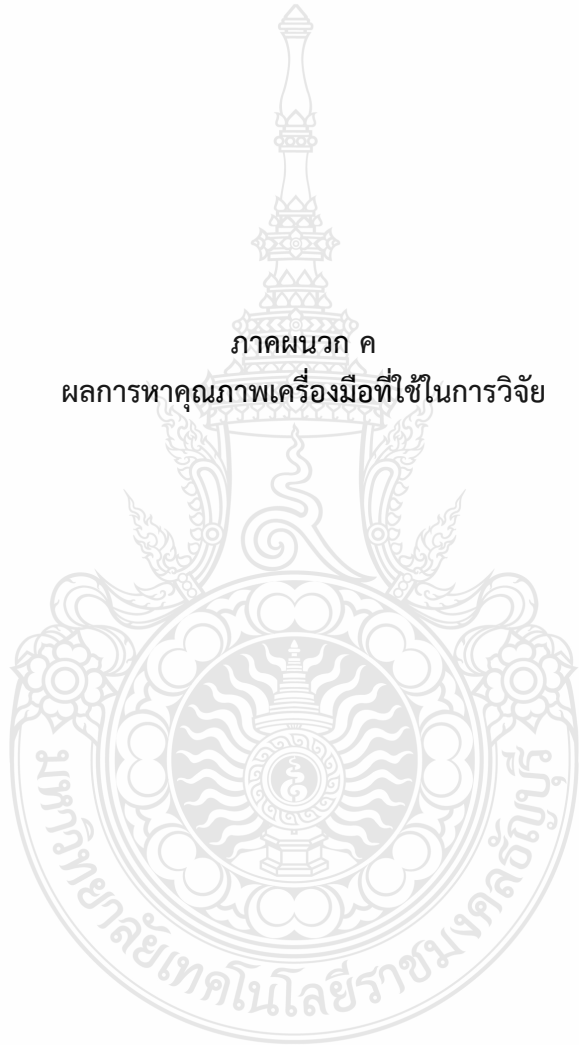 ภาคผนวก ค
ผลการหาคุณภาพเครื่องมือที่ใช้ในการวิจัย
มหาวิทยาลัยเทคโนโลยีราชมงคลธัญบุรี